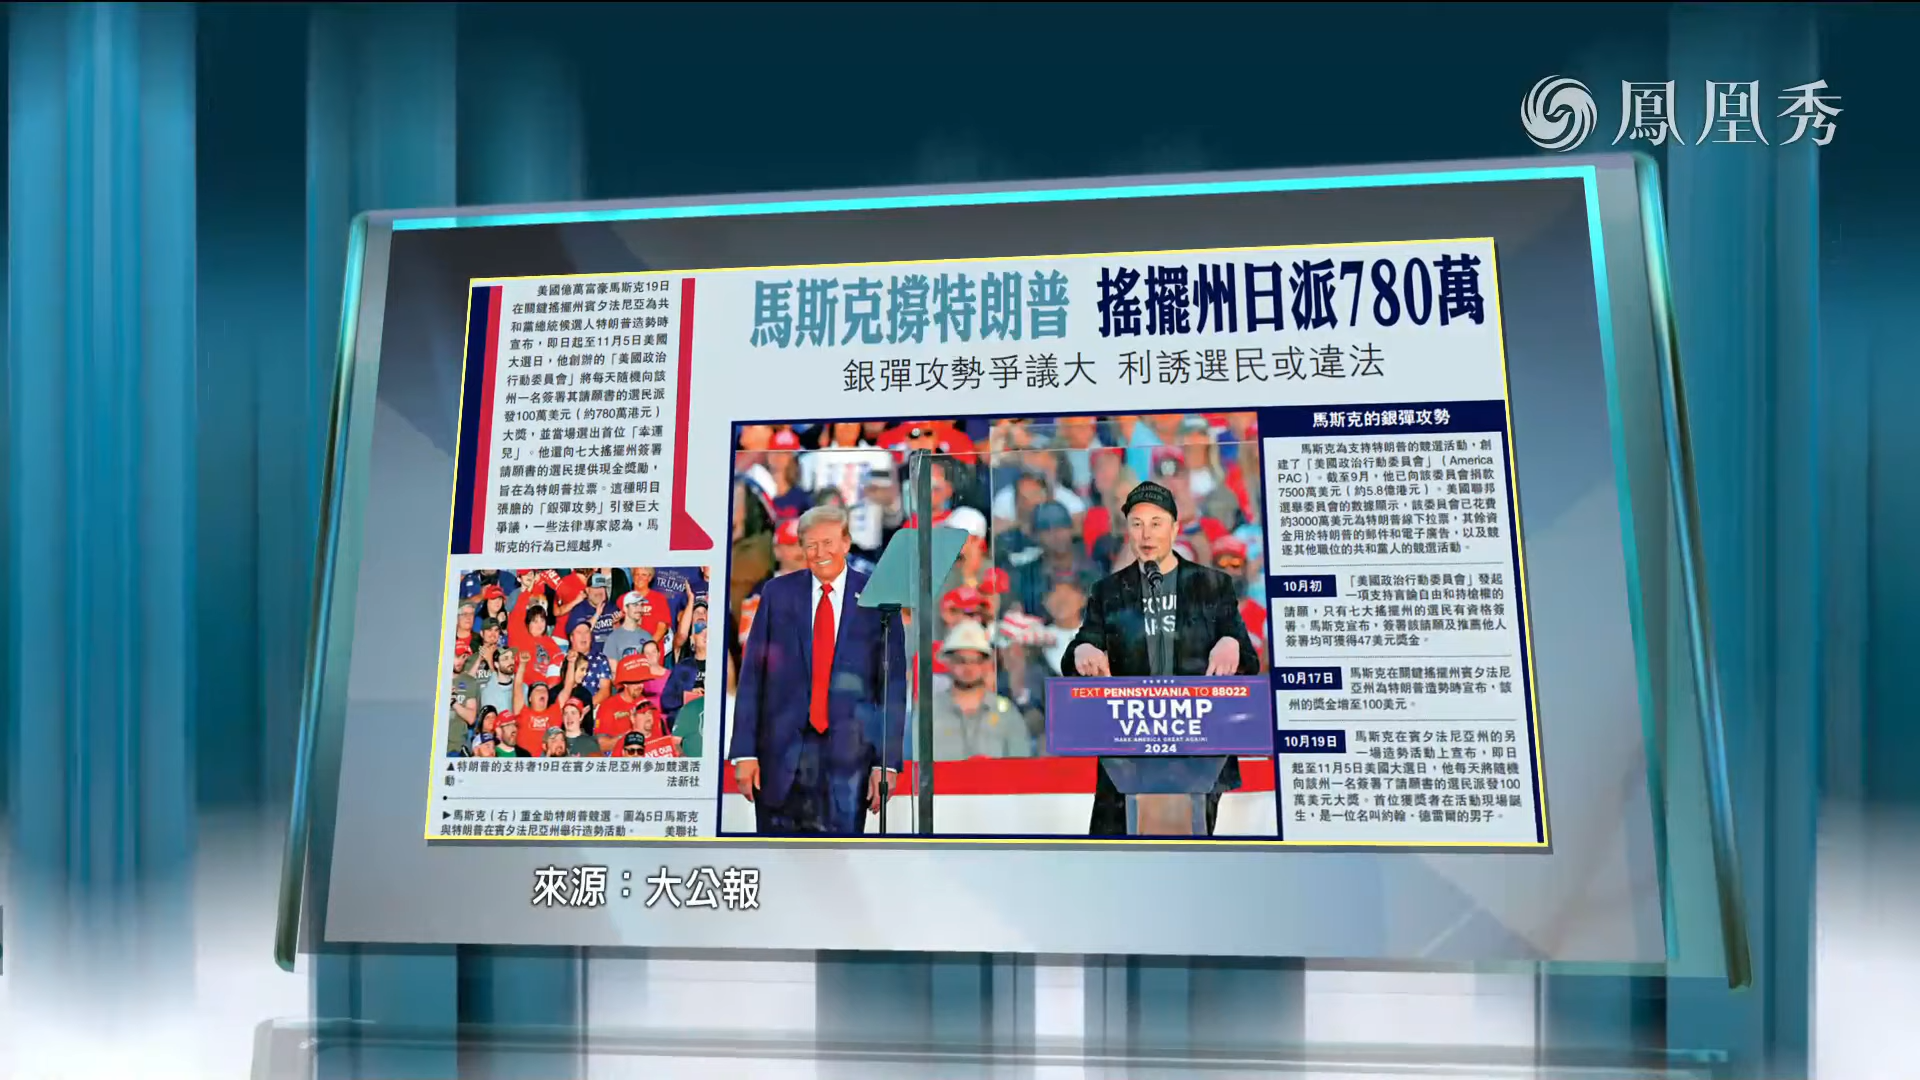 鳳凰秀
馬斯克撐特朗普 搖擺州日派780萬
銀彈攻勢爭議大 利誘選民或違法
美國億萬富豪馬斯克19日
在關鍵搖擺州賓夕法尼亞為共
和黨總統候選人特朗普造勢時
宣布，即日起至11月5日美國
大選日，他創辦的「美國政治
行動委員會」將每天隨機向該
州一名簽署其請願書的選民派
發100萬美元（約780萬港元）
大獎，並當場選出首位「幸運
兒」。他還向七大搖擺州簽署
請願書的選民提供現金獎勵，
旨在為特朗普拉票。這種明目
張膽的「銀彈攻勢」引發巨大
爭議，一些法律專家認為，馬
斯克的行為已經越界。
TRUMP
▲特朗普的支持者19日在賓夕法尼亞州參加競選活
動。 法新社
▶馬斯克（右）重金助特朗普競選。圖為5日馬斯克
與特朗普在賓夕法尼亞州舉行造勢活動。 美聯社
TEXT PENNSYLVANIA TO 88022
TRUMP
VANCE
MAKE AMERICA GREAT AGAIN!
2024
馬斯克的銀彈攻勢
馬斯克為支持特朗普的競選活動，創
建了「美國政治行動委員會」（America
PAC）。截至9月，他已向該委員會捐款
7500萬美元（約5.8億港元）。美國聯邦
選舉委員會的數據顯示，該委員會已花費
約3000萬美元為特朗普線下拉票，其餘資
金用於特朗普的郵件和電子廣告，以及競
逐其他職位的共和黨人的競選活動。
10月初 「美國政治行動委員會」發起
一項支持言論自由和持槍權的
請願，只有七大搖擺州的選民有資格簽
署。馬斯克宣布，簽署該請願及推薦他人
簽署均可獲得47美元獎金。
10月17日 馬斯克在關鍵搖擺州賓夕法尼
亞州為特朗普造勢時宣布，該
州的獎金增至100美元。
10月19日 馬斯克在賓夕法尼亞州的另
一場造勢活動上宣布，即日
起至11月5日美國大選日，他每天將隨機
向該州一名簽署了請願書的選民派發100
萬美元大獎。首位獲獎者在活動現場誕
生，是一位名叫約翰·德雷爾的男子。
來源：大公報